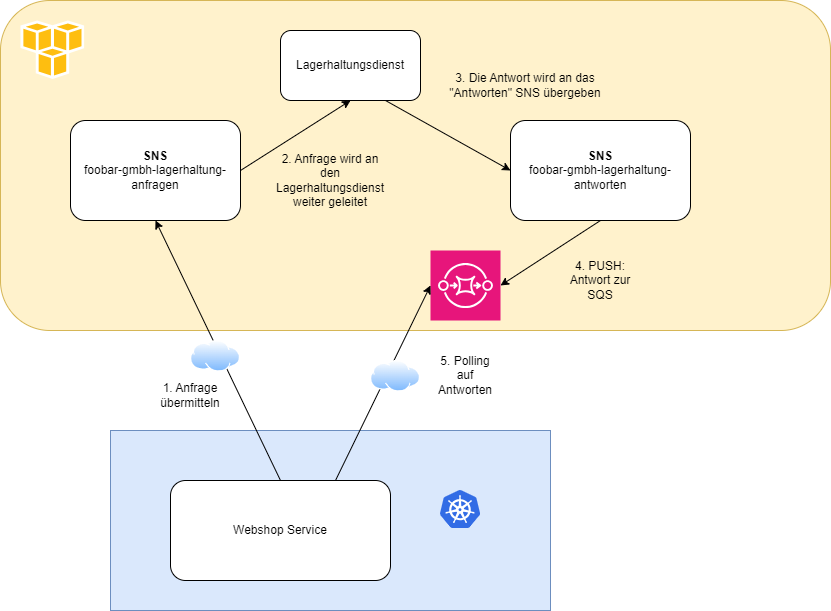 Lagerhaltungsdienst
3. Die Antwort wird an das
"Antworten" SNS übergeben
SNS
foobar-gmbh-lagerhaltung-
anfragen
2. Anfrage wird an
den
Lagerhaltungsdienst
weiter geleitet
SNS
foobar-gmbh-lagerhaltung-
antworten
4. PUSH:
Antwort zur
SQS
1. Anfrage
übermitteln
5. Polling
auf
Antworten
Webshop Service